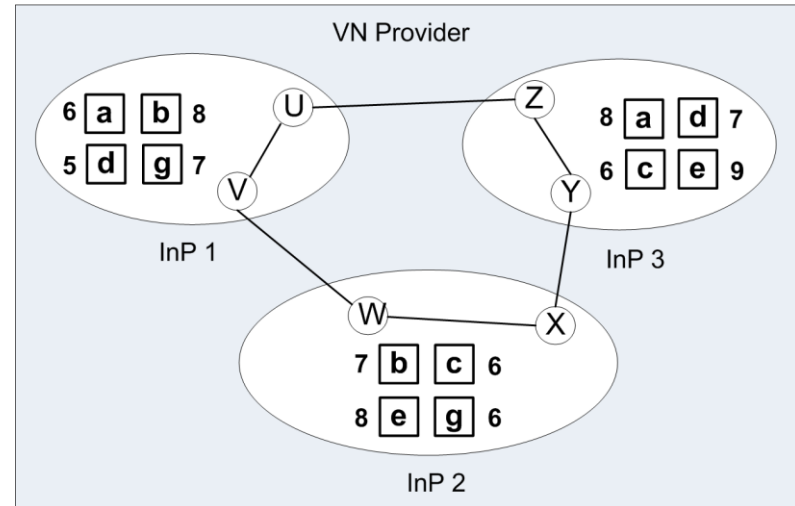 VN Provider
6 a b 8
5 d g 7
U
V
InP 1
Z
8 a d 7
6 c e 9
Y
InP 3
W
X
7 b c 6
8 e g 6
InP 2